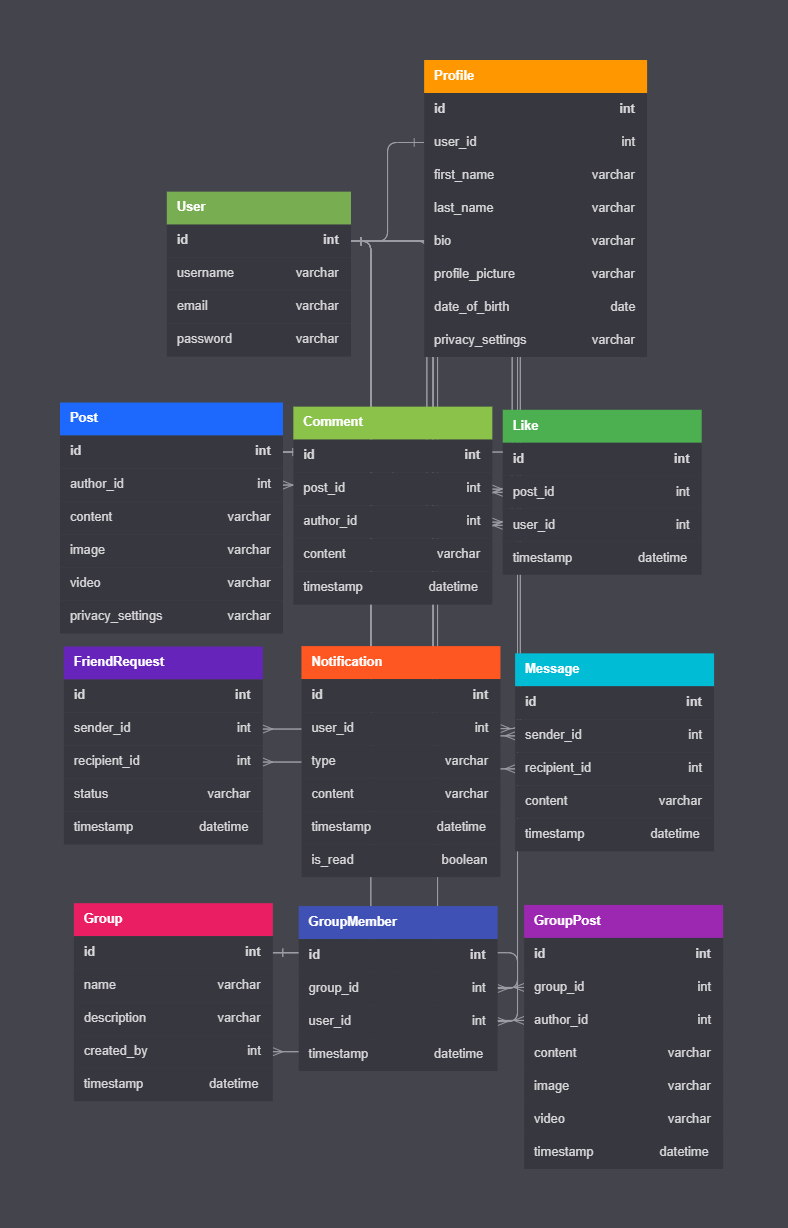 Profile
id int
user_id int
first_name varchar
last_name varchar
bio varchar
profile_picture varchar
date_of_birth date
privacy_settings varchar
User
id int
username varchar
email varchar
password varchar
Post
id int
author_id int
content varchar
image varchar
video varchar
privacy_settings varchar
Comment
id int
post_id int
author_id int
content varchar
timestamp datetime
Like
id int
post_id int
user_id int
timestamp datetime
FriendRequest
id int
sender_id int
recipient_id int
status varchar
timestamp datetime
Notification
id int
user_id int
type varchar
content varchar
timestamp datetime
is_read boolean
Message
id int
sender_id int
recipient_id int
content varchar
timestamp datetime
Group
id int
name varchar
description varchar
created_by int
timestamp datetime
GroupMember
id int
group_id int
user_id int
timestamp datetime
GroupPost
id int
group_id int
author_id int
content varchar
image varchar
video varchar
timestamp datetime